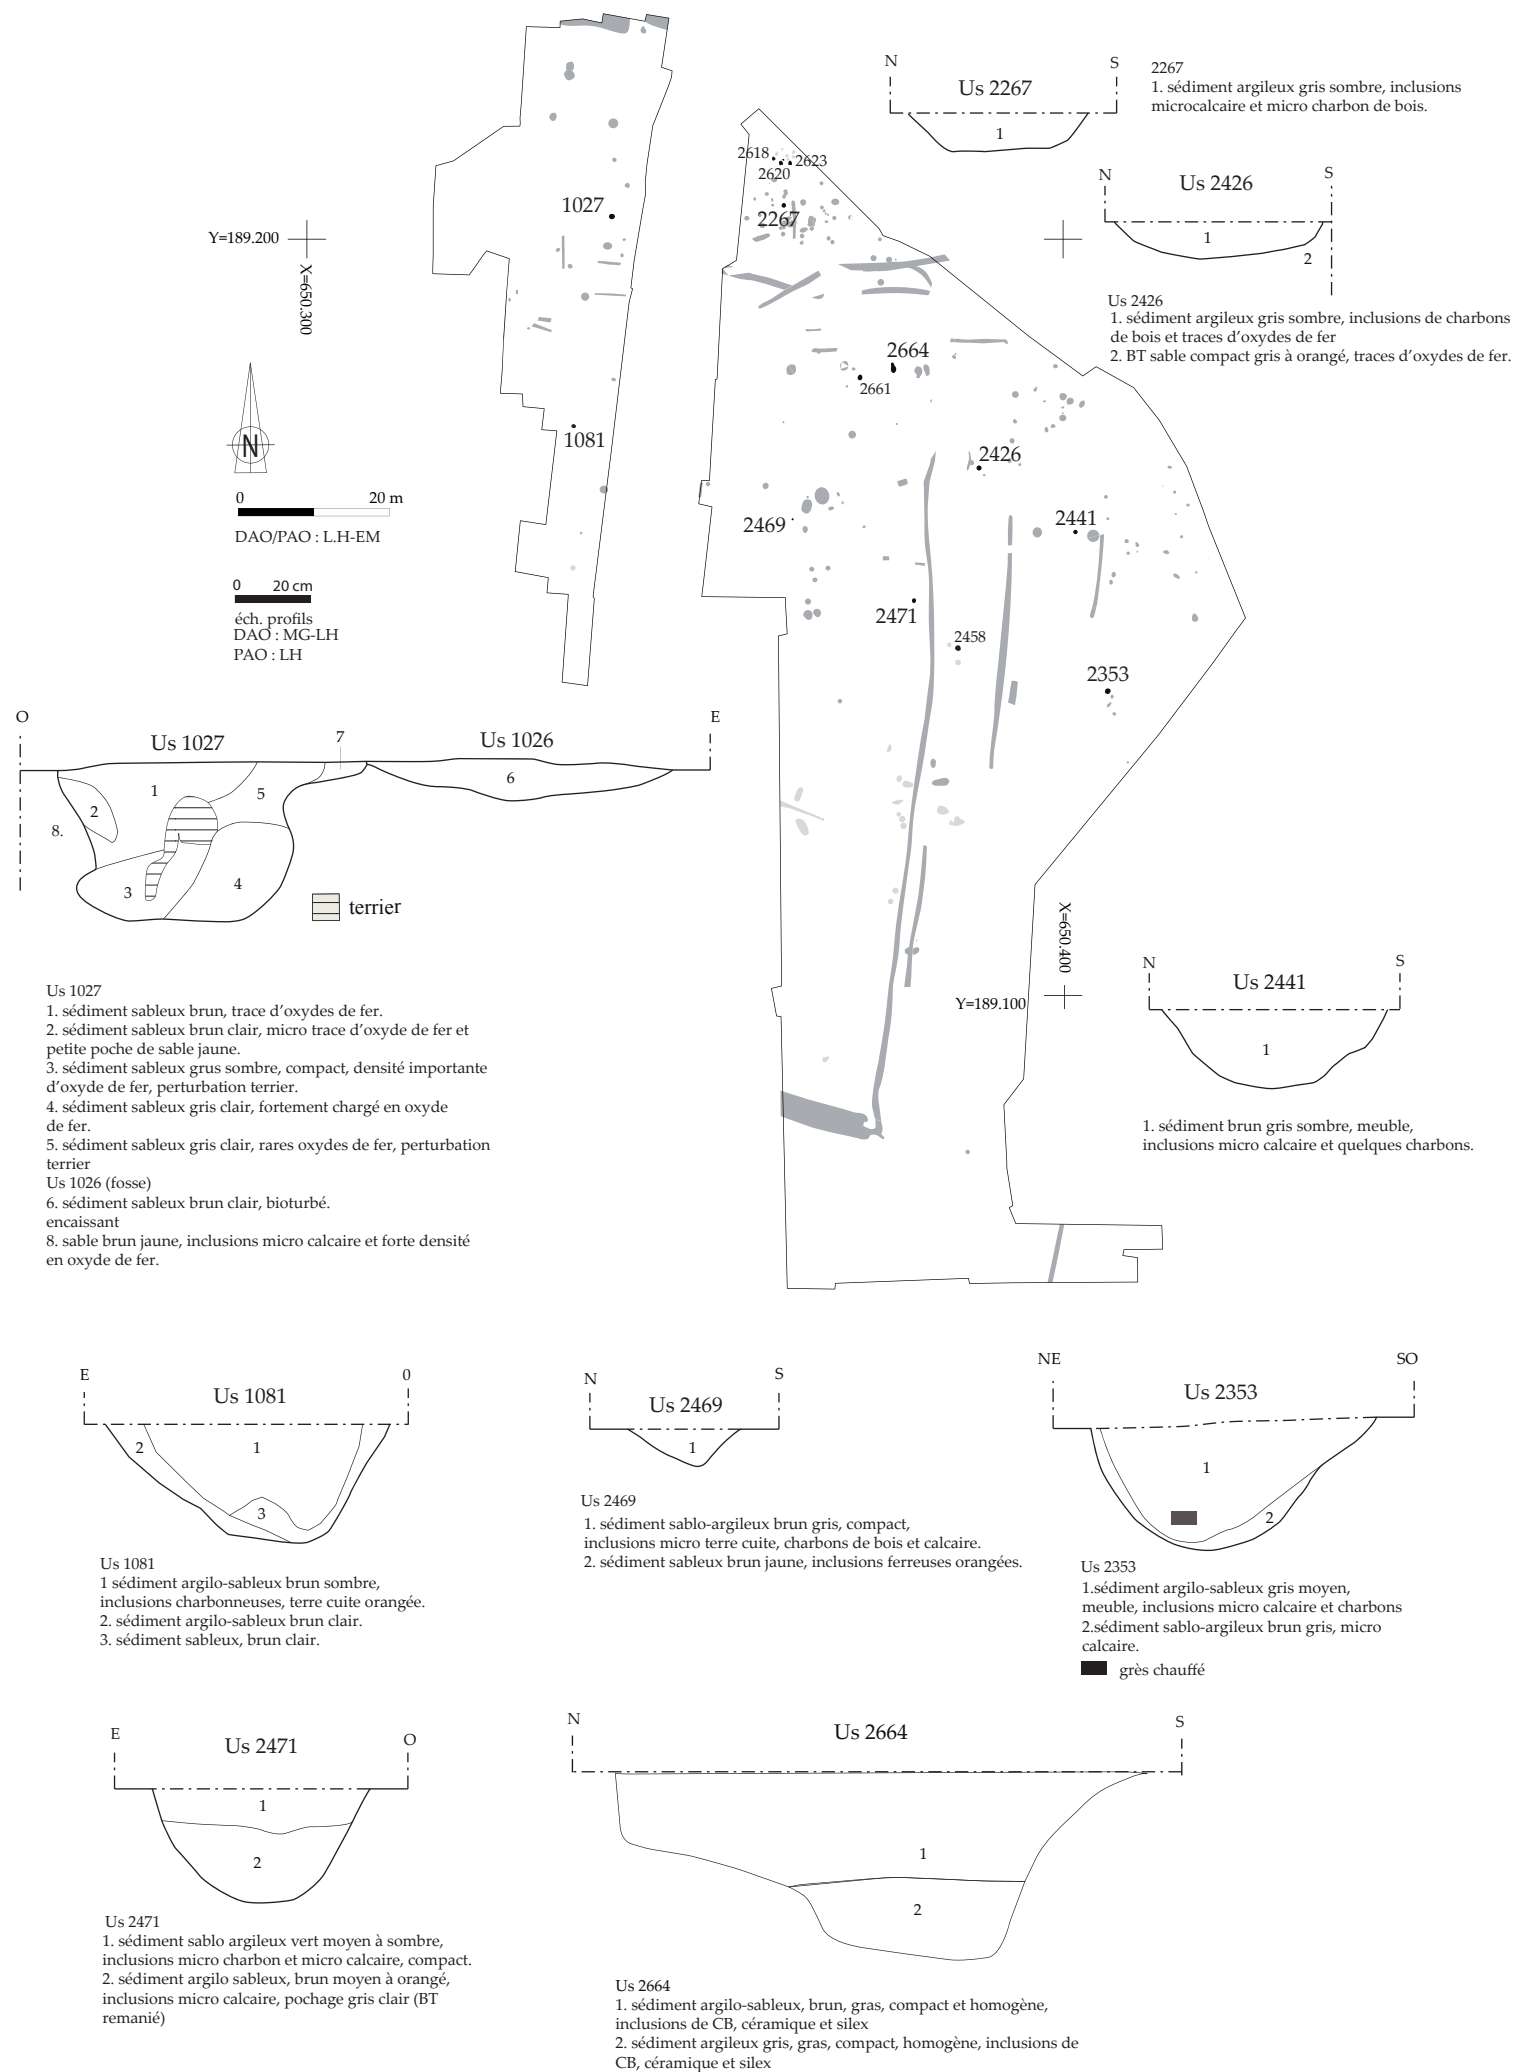 N
S
Us 2267
1
2267
1. sédiment argileux gris sombre, inclusions
microcalcaire et micro charbon de bois.
N
S
Us 2426
1
2
Us 2426
1. sédiment argileux gris sombre, inclusions de charbons
de bois et traces d'oxydes de fer
2. BT sable compact gris à orangé, traces d'oxydes de fer.
2618
2620
2623
2267
1027
Y=189.200
X=650.300
2664
2661
1081
2426
2469
2441
2471
2458
2353
N
0 20 m
DAO/PAO : L.H-EM
0 20 cm
éch. profils
DAO : MG-LH
PAO : LH
O
E
Us 1027
7
Us 1026
1
2
3
4
5
6
8.
terrier
Us 1027
1. sédiment sableux brun, trace d'oxydes de fer.
2. sédiment sableux brun clair, micro trace d'oxyde de fer et
petite poche de sable jaune.
3. sédiment sableux grus sombre, compact, densité importante
d'oxyde de fer, perturbation terrier.
4. sédiment sableux gris clair, fortement chargé en oxyde
de fer.
5. sédiment sableux gris clair, rares oxydes de fer, perturbation
terrier
Us 1026 (fosse)
6. sédiment sableux brun clair, bioturbé.
encaissant
8. sable brun jaune, inclusions micro calcaire et forte densité
en oxyde de fer.
X=650.400
Y=189.100
N
S
Us 2441
1
1. sédiment brun gris sombre, meuble,
inclusions micro calcaire et quelques charbons.
E
0
Us 1081
1
2
3
Us 1081
1 sédiment argilo-sableux brun sombre,
inclusions charbonneuses, terre cuite orangée.
2. sédiment argilo-sableux brun clair.
3. sédiment sableux, brun clair.
N
S
Us 2469
1
Us 2469
1. sédiment sablo-argileux brun gris, compact,
inclusions micro terre cuite, charbons de bois et calcaire.
2. sédiment sableux brun jaune, inclusions ferreuses orangées.
NE
SO
Us 2353
1
2
Us 2353
1.sédiment argilo-sableux gris moyen,
meuble, inclusions micro calcaire et charbons
2.sédiment sablo-argileux brun gris, micro
calcaire.
grès chauffé
E
O
Us 2471
1
2
Us 2471
1. sédiment sablo argileux vert moyen à sombre,
inclusions micro charbon et micro calcaire, compact.
2. sédiment argilo sableux, brun moyen à orangé,
inclusions micro calcaire, pochage gris clair (BT
remanié)
N
S
Us 2664
1
2
Us 2664
1. sédiment argilo-sableux, brun, gras, compact et homogène,
inclusions de CB, céramique et silex
2. sédiment argileux gris, gras, compact, homogène, inclusions de
CB, céramique et silex